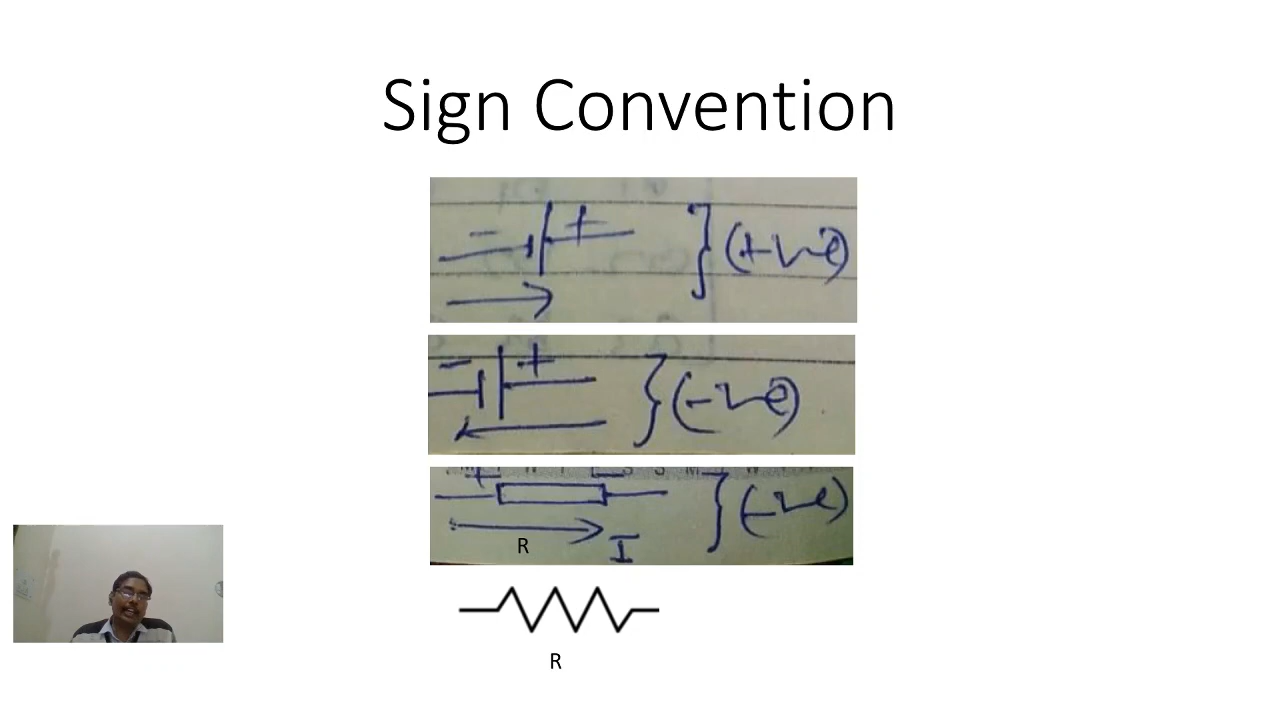 Sign Convention
- + } (+ve)
- + } (-ve)
+ - } (-ve)
R I
R